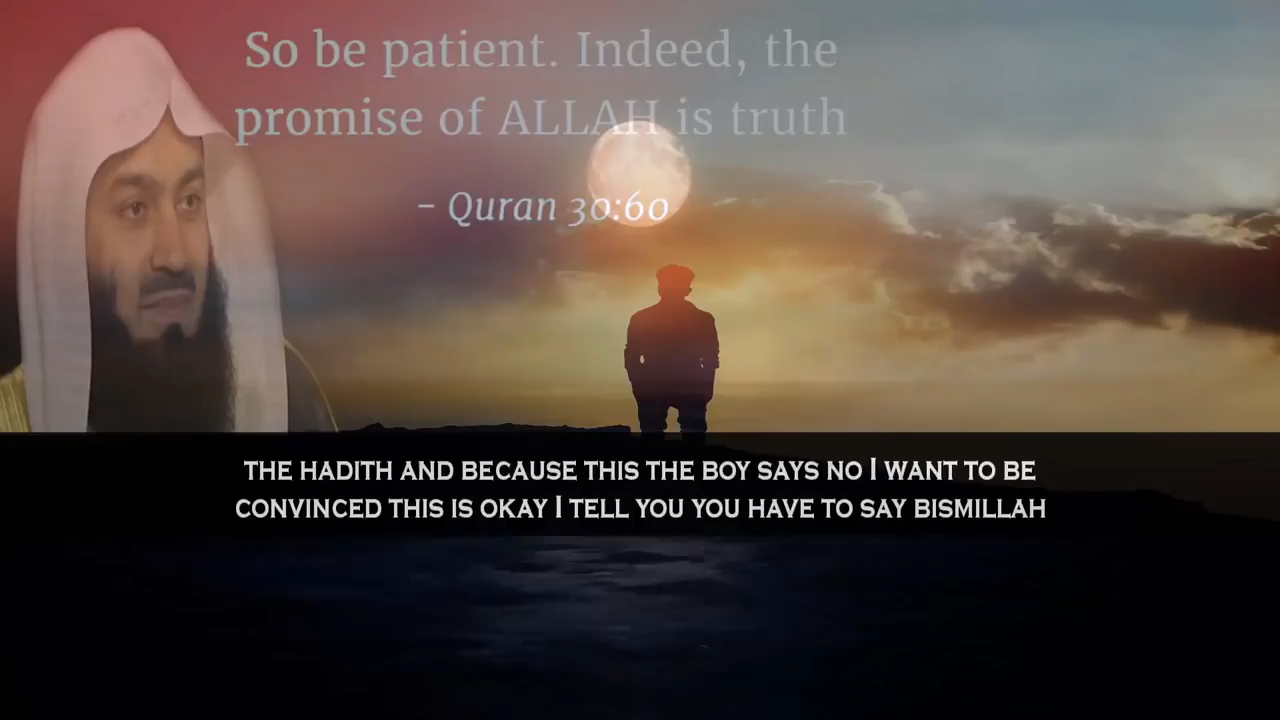 So be patient. Indeed, the
promise of ALLAH is truth
– Quran 30:60
THE HADITH AND BECAUSE THIS THE BOY SAYS NO I WANT TO BE
CONVINCED THIS IS OKAY I TELL YOU YOU HAVE TO SAY BISMILLAH